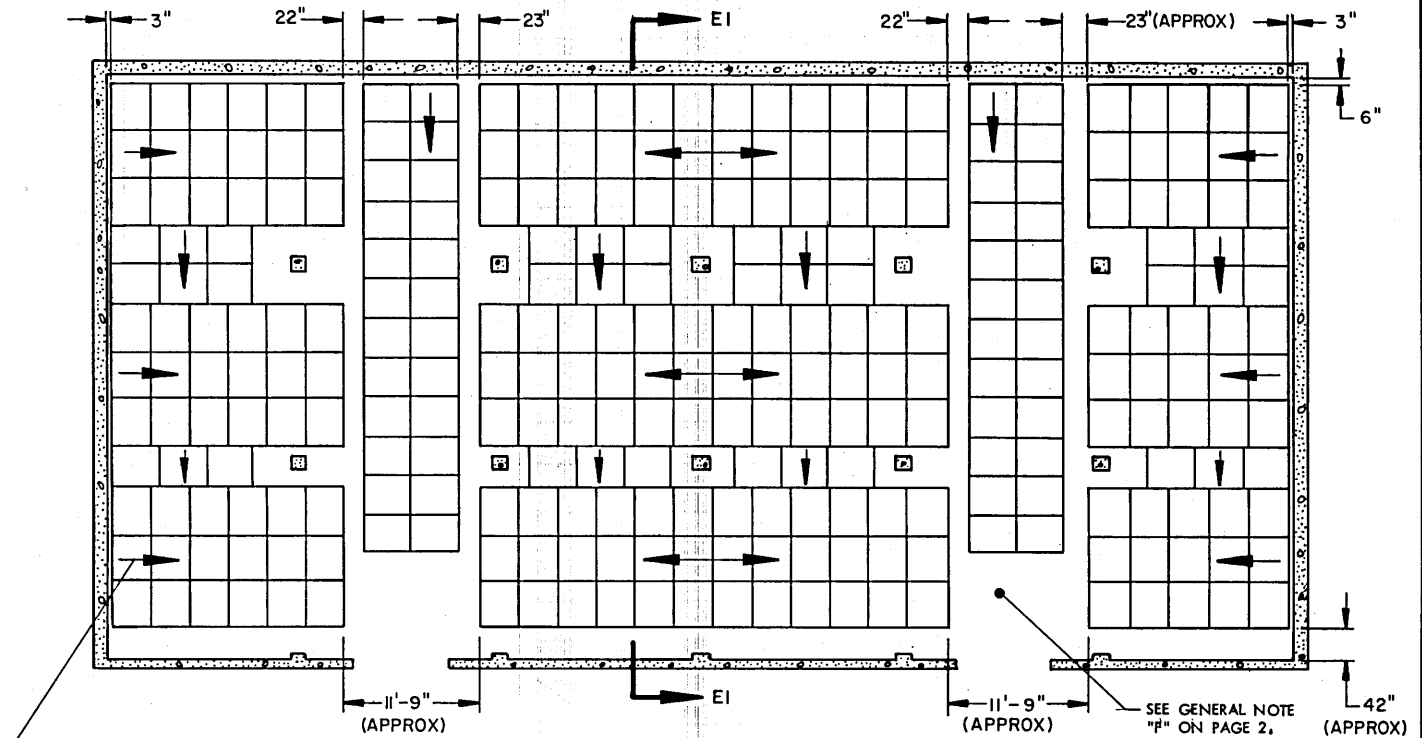 3" 22" 23" E1 22" 23" (APPROX) 3"
6"
E1
11'-9"
(APPROX)
11'-9"
(APPROX)
SEE GENERAL NOTE
ON PAGE 2.
42"
(APPROX)